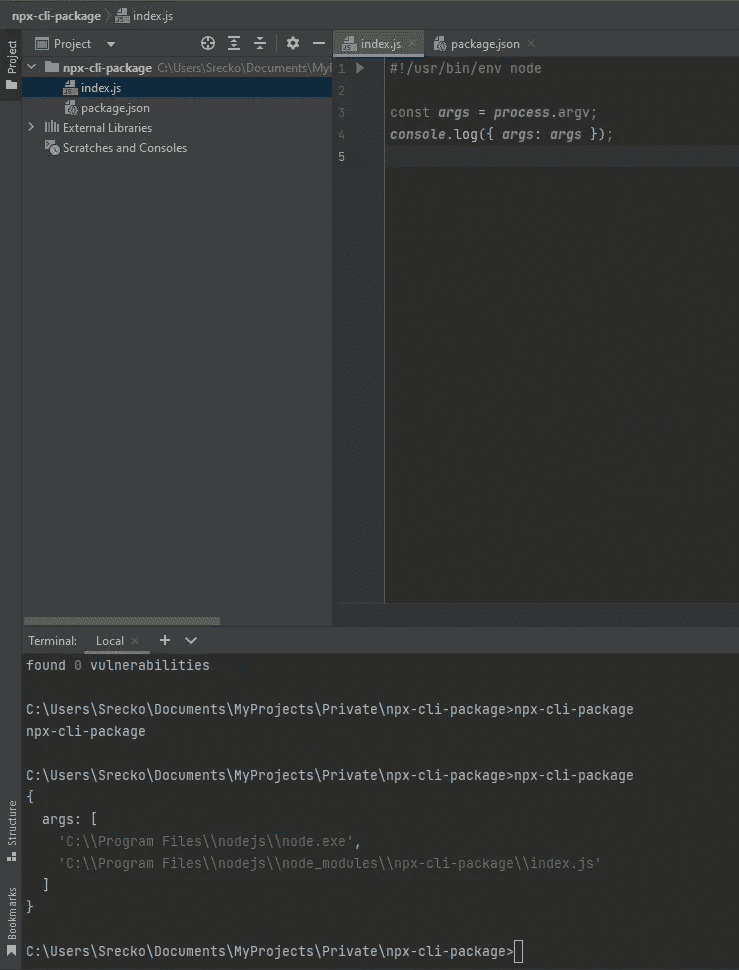 npx-cli-package index.js
Project
Project
npx-cli-package C:\Users\Srecko\Documents\My
index.js
package.json
External Libraries
Scratches and Consoles
index.js package.json
1 #!/usr/bin/env node
2
3 const args = process.argv;
4 console.log({ args: args });
5
Terminal: Local
found 0 vulnerabilities
C:\Users\Srecko\Documents\MyProjects\Private\npx-cli-package>npx-cli-package
npx-cli-package
C:\Users\Srecko\Documents\MyProjects\Private\npx-cli-package>npx-cli-package
{
args: [
'C:\\Program Files\\nodejs\\node.exe',
'C:\\Program Files\\nodejs\\node_modules\\npx-cli-package\\index.js'
]
}
C:\Users\Srecko\Documents\MyProjects\Private\npx-cli-package>
Structure
Bookmarks